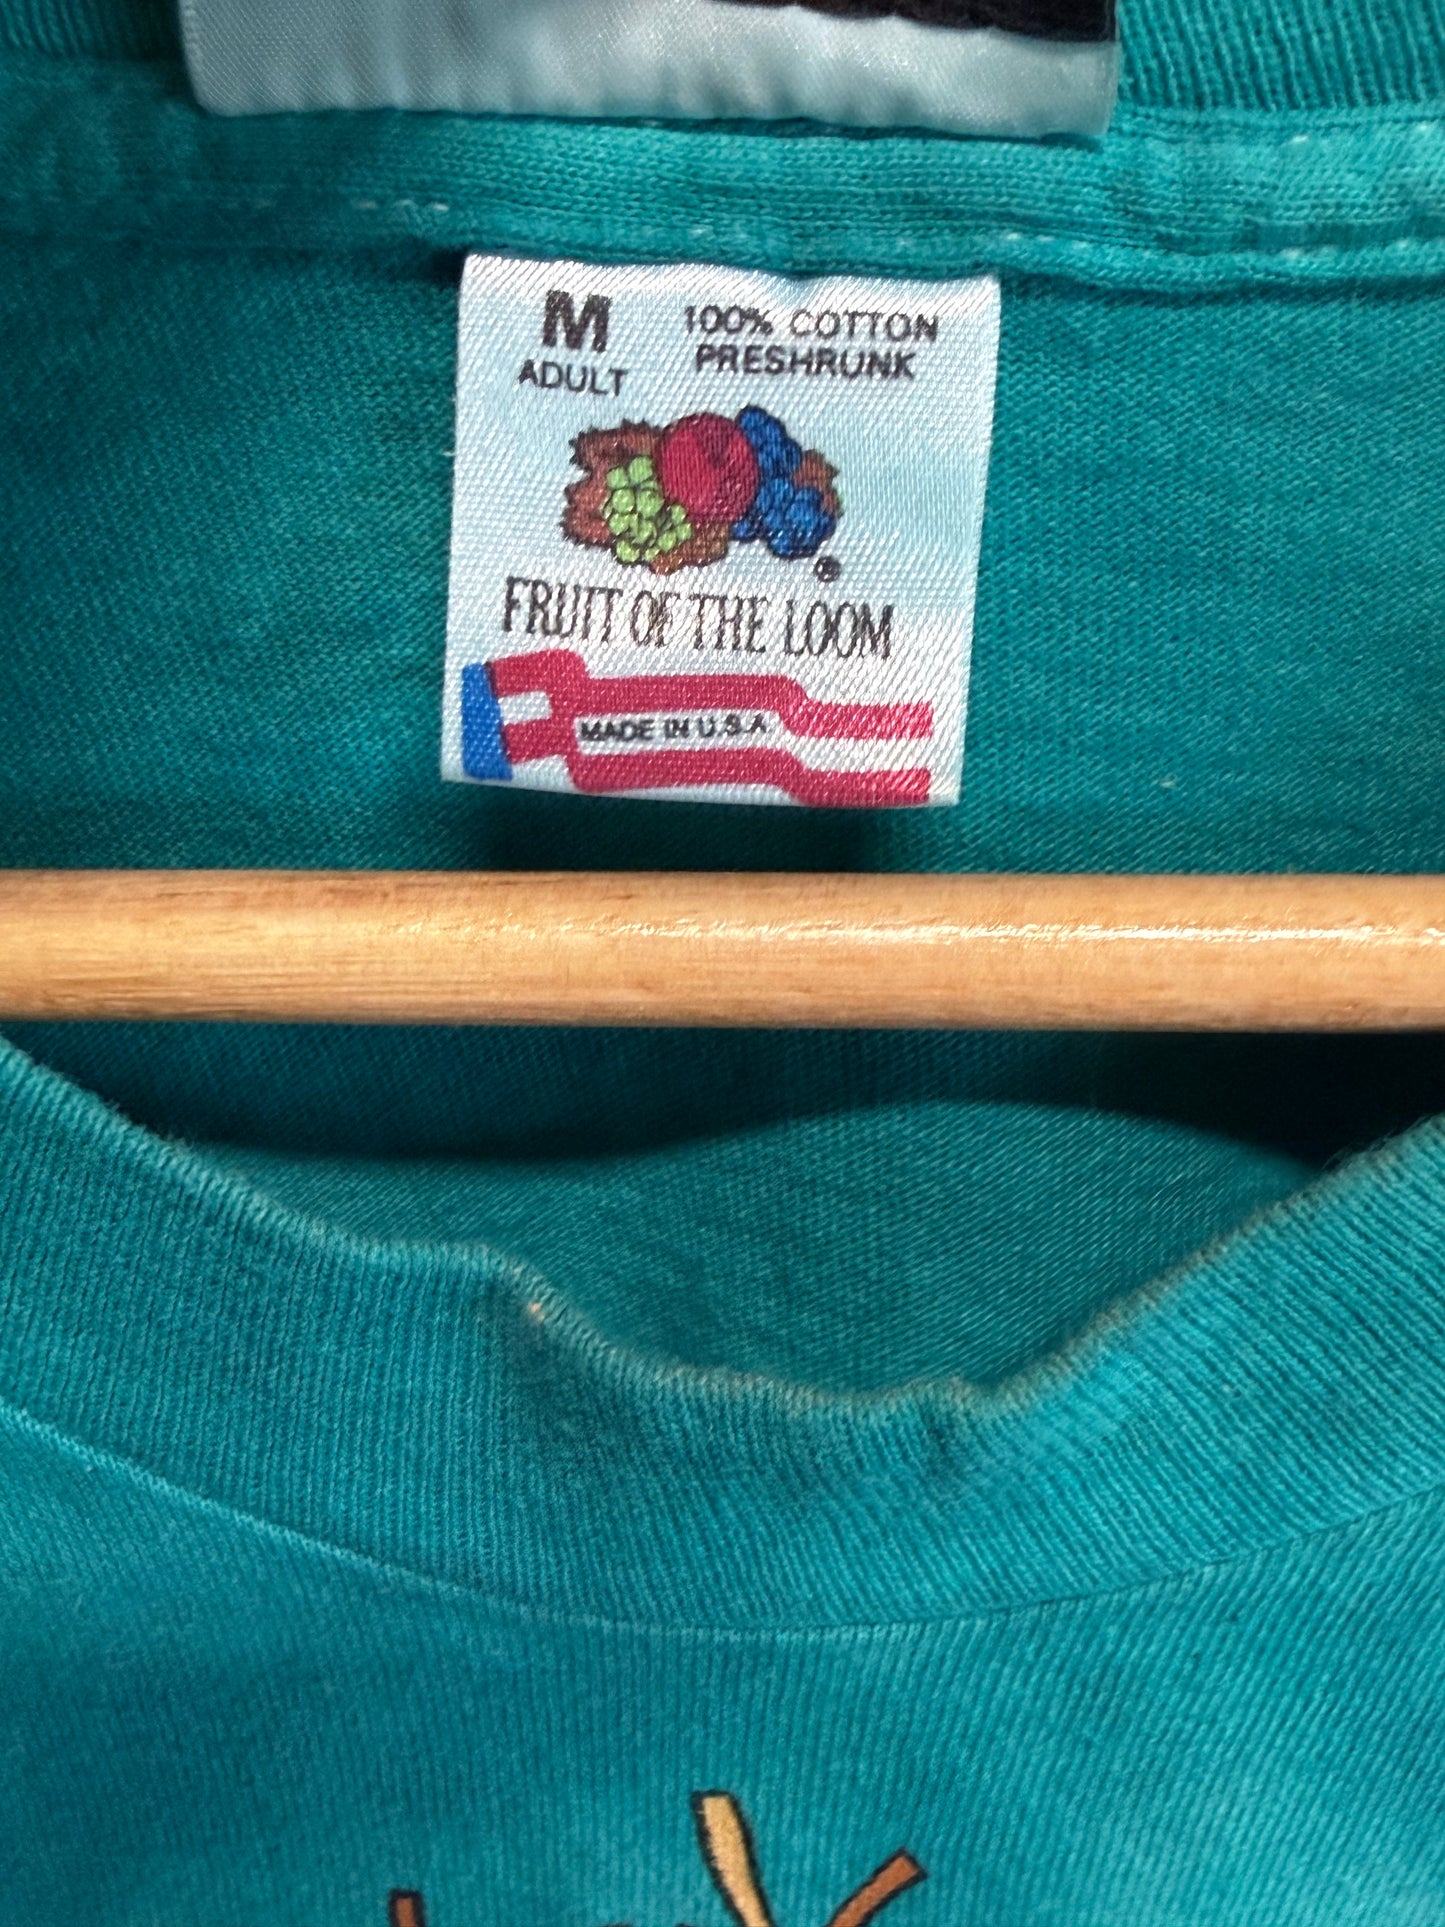 M
ADULT
100% COTTON
PRESHRUNK
®
FRUIT OF THE LOOM
MADE IN U.S.A.